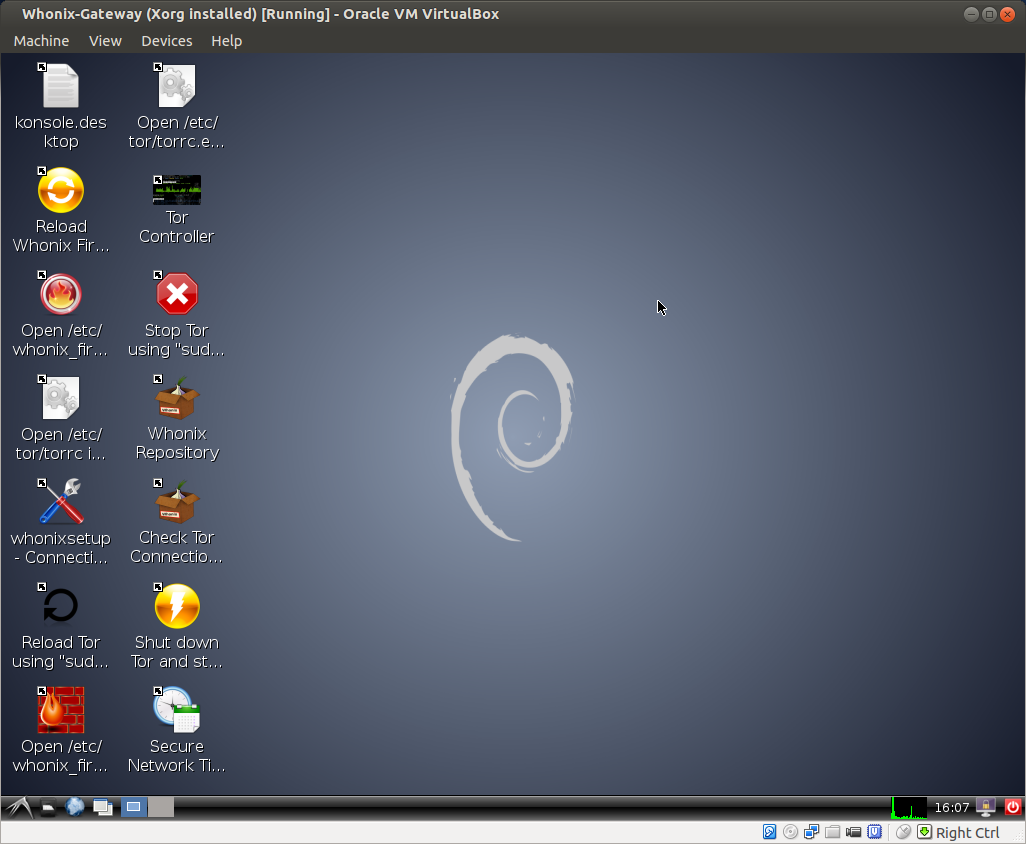 Whonix-Gateway (Xorg installed) [Running] - Oracle VM VirtualBox
Machine View Devices Help
konsole.des
ktop
Open /etc/
tor/torrc.e...
Reload
Whonix Fir...
Tor
Controller
Open /etc/
whonix_fir...
Stop Tor
using "sud...
Open /etc/
tor/torrc i...
Whonix
Repository
whonixsetup
- Connecti...
Check Tor
Connectio...
Reload Tor
using "sud...
Shut down
Tor and st...
Open /etc/
whonix_fir...
Secure
Network Ti...
16:07
Right Ctrl